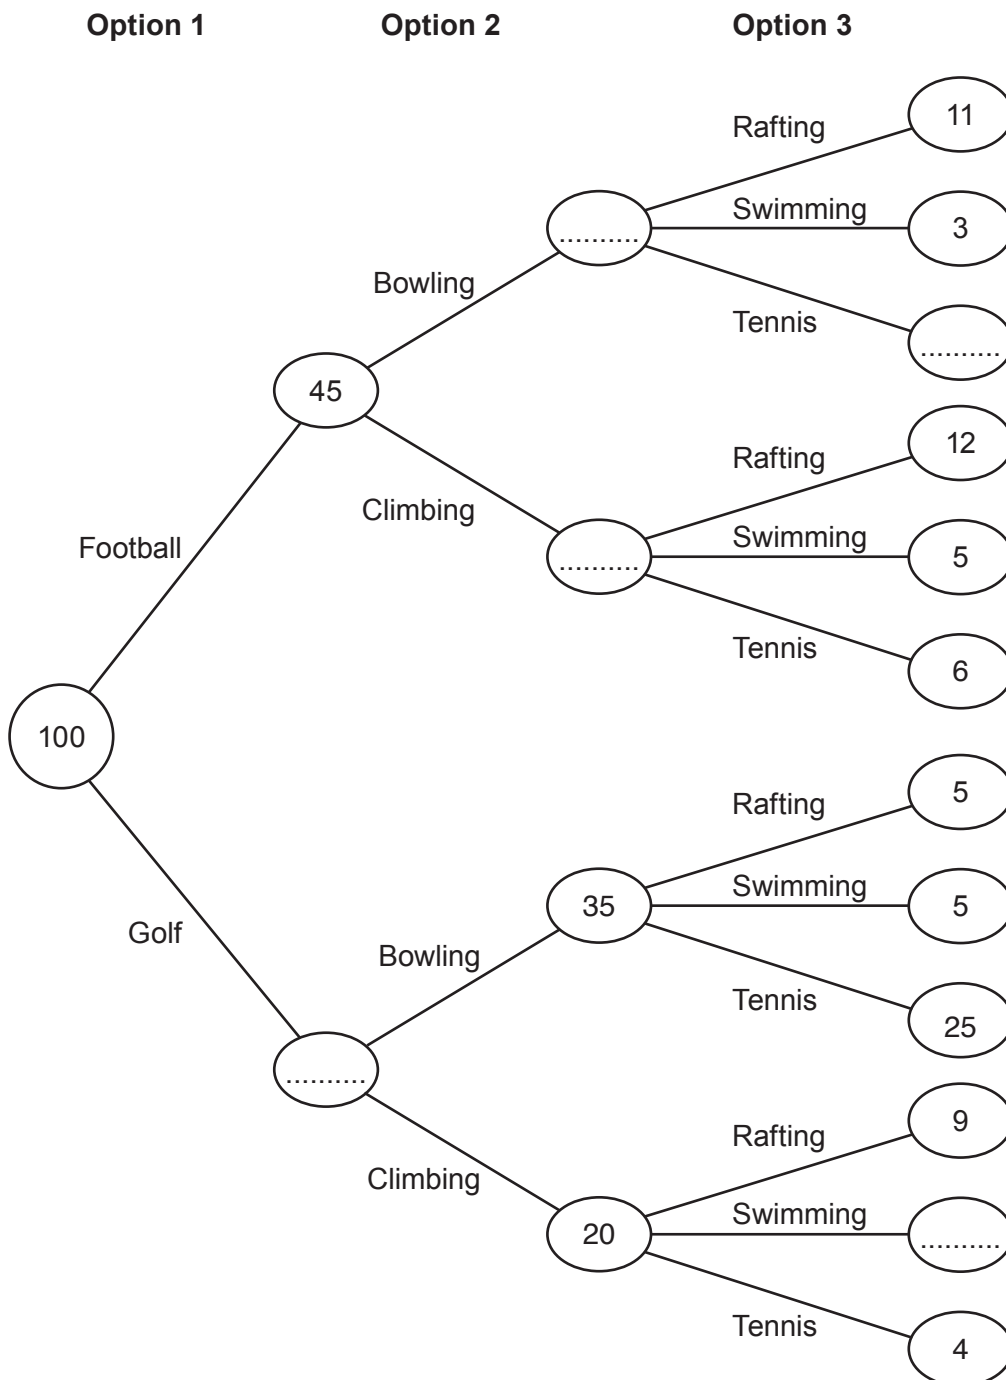 Option 1 Option 2 Option 3
11
Rafting
Swimming
3
..........
Bowling
Tennis
..........
45
12
Rafting
Climbing
Swimming
5
..........
Football
Tennis
6
100
5
Rafting
Swimming
35
5
Golf
Bowling
Tennis
25
..........
9
Rafting
Climbing
Swimming
20
..........
Tennis
4